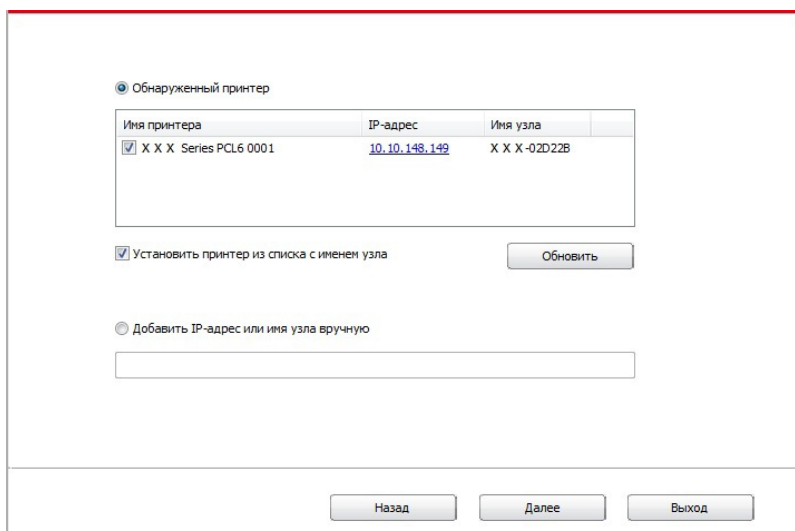 Обнаруженный принтер
Имя принтера IP-адрес Имя узла
X X X Series PCL6 0001 10.10.148.149 X X X-02D22B
Установить принтер из списка с именем узла Обновить
Добавить IP-адрес или имя узла вручную
Назад Далее Выход